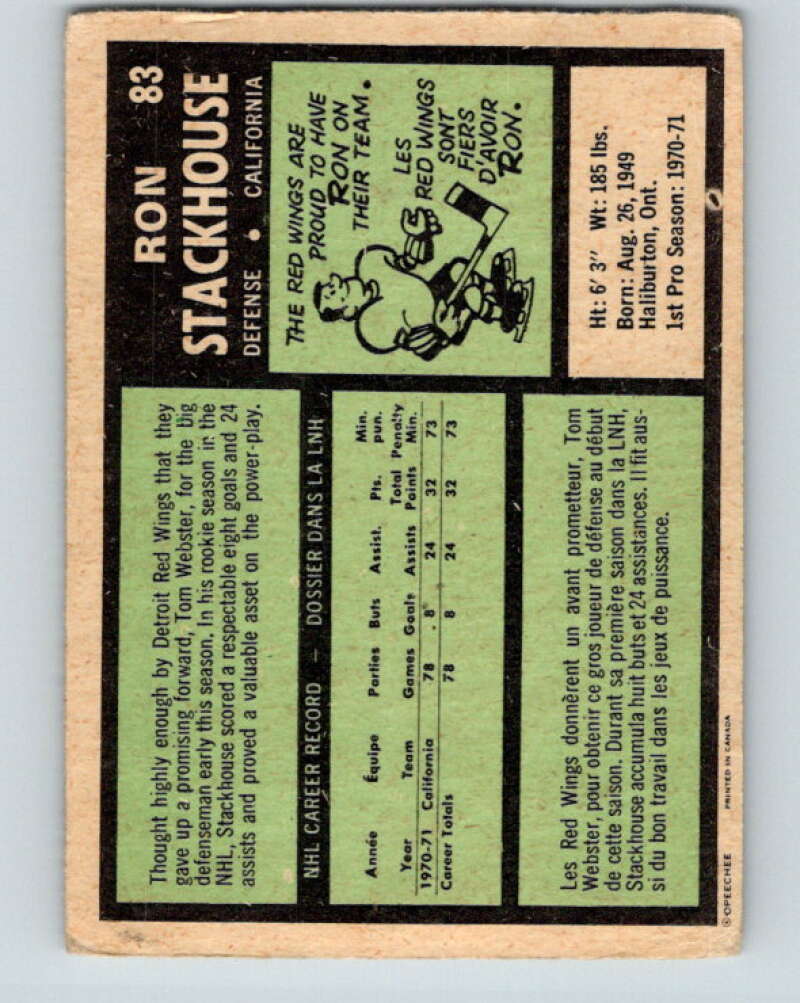 RON 83
STACKHOUSE
DEFENSE • CALIFORNIA
Thought highly enough by Detroit Red Wings that they
gave up a promising forward, Tom Webster, for the big
defenseman early this season. In his rookie season in the
NHL, Stackhouse scored a respectable eight goals and 24
assists and proved a valuable asset on the power-play.
THE RED WINGS ARE
PROUD TO HAVE
RON ON
THEIR TEAM.
LES
RED WINGS
SONT
FIERS
D'AVOIR
RON.
NHL CAREER RECORD – DOSSIER DANS LA LNH
Année Équipe Parties Buts Assist. Pts. Min. pun.
Year Team Games Goals Assists Total Points Penalty Min.
1970-71 California 78 8 24 32 73
Career Totals 78 8 24 32 73
Ht: 6' 3" Wt: 185 lbs.
Born: Aug. 26, 1949
Haliburton, Ont.
1st Pro Season: 1970-71
Les Red Wings donnèrent un avant prometteur, Tom
Webster, pour obtenir ce gros joueur de défense au début
de cette saison. Durant sa première saison dans la LNH,
Stackhouse accumula huit buts et 24 assistances. Il fit aus-
si du bon travail dans les jeux de puissance.
© OPEECHEE PRINTED IN CANADA